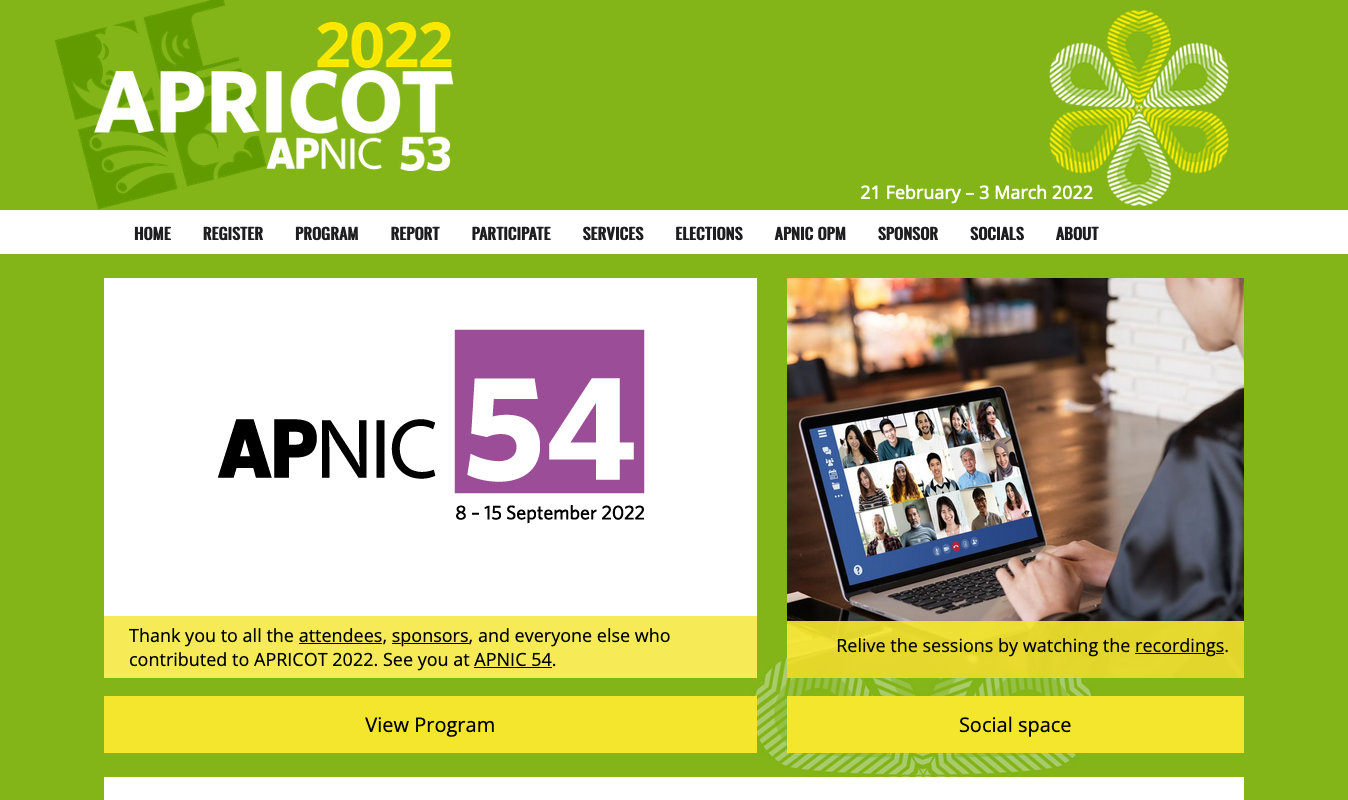 2022
APRICOT
APNIC 53
21 February – 3 March 2022
HOME REGISTER PROGRAM REPORT PARTICIPATE SERVICES ELECTIONS APNIC OPM SPONSOR SOCIALS ABOUT
APNIC 54
8 – 15 September 2022
Thank you to all the attendees, sponsors, and everyone else who
contributed to APRICOT 2022. See you at APNIC 54.
Relive the sessions by watching the recordings.
View Program
Social space